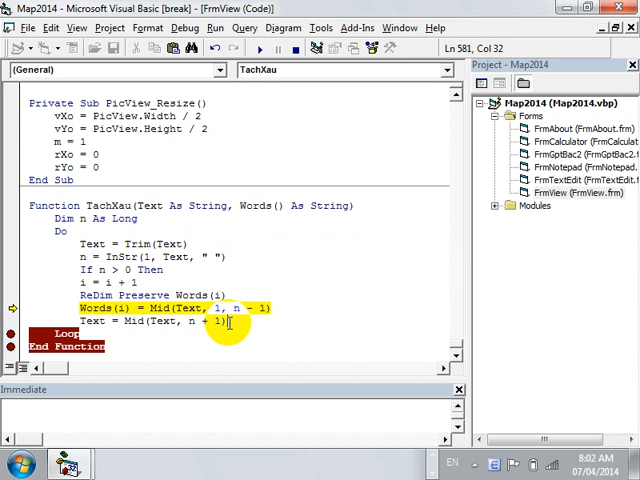 Map2014 - Microsoft Visual Basic [break] - [FrmView (Code)]
File Edit View Project Format Debug Run Query Diagram Tools Add-Ins Window Help
Ln 581, Col 32
(General) TachXau
Private Sub PicView_Resize()
vXo = PicView.Width / 2
vYo = PicView.Height / 2
m = 1
rXo = 0
rYo = 0
End Sub
Function TachXau(Text As String, Words() As String)
Dim n As Long
Do
Text = Trim(Text)
n = InStr(1, Text, " ")
If n > 0 Then
i = i + 1
ReDim Preserve Words(i)
Words(i) = Mid(Text, 1, n - 1)
Text = Mid(Text, n + 1)
Loop
End Function
Immediate
Project - Map2014
Map2014 (Map2014.vbp)
Forms
FrmAbout (FrmAbout.frm)
FrmCalculator (FrmCalculato
FrmGptBac2 (FrmGptBac2.fr
FrmNotepad (FrmNotepad.fr
FrmTextEdit (FrmTextEdit.fr
FrmView (FrmView.frm)
Modules
EN
8:02 AM
07/04/2014